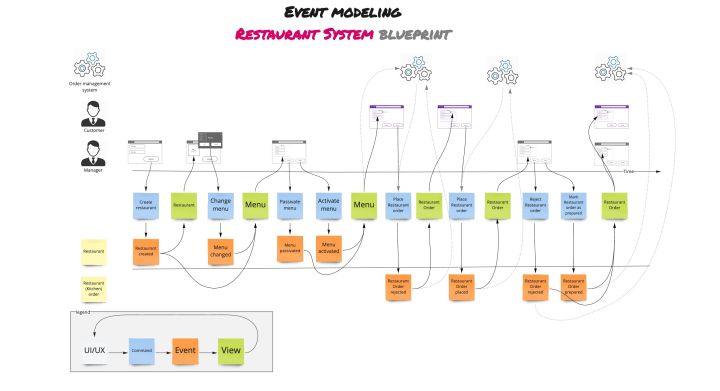 Event modeling
Restaurant System blueprint
Order management
system
Customer
Manager
Time
Create
restaurant
Restaurant
Change
menu
Menu
Passivate
menu
Activate
menu
Menu
Place
Restaurant
order
Restaurant
Order
Place
Restaurant
order
Restaurant
Order
Reject
Restaurant
order
Mark
Restaurant
order as
prepared
Restaurant
Order
Restaurant
Restaurant
created
Menu
changed
Menu
passivated
Menu
activated
Restaurant
(Kitchen)
order
Restaurant
Order
rejected
Restaurant
Order
placed
Restaurant
Order
rejected
Restaurant
Order
prepared
legend
UI/UX
Command
Event
View